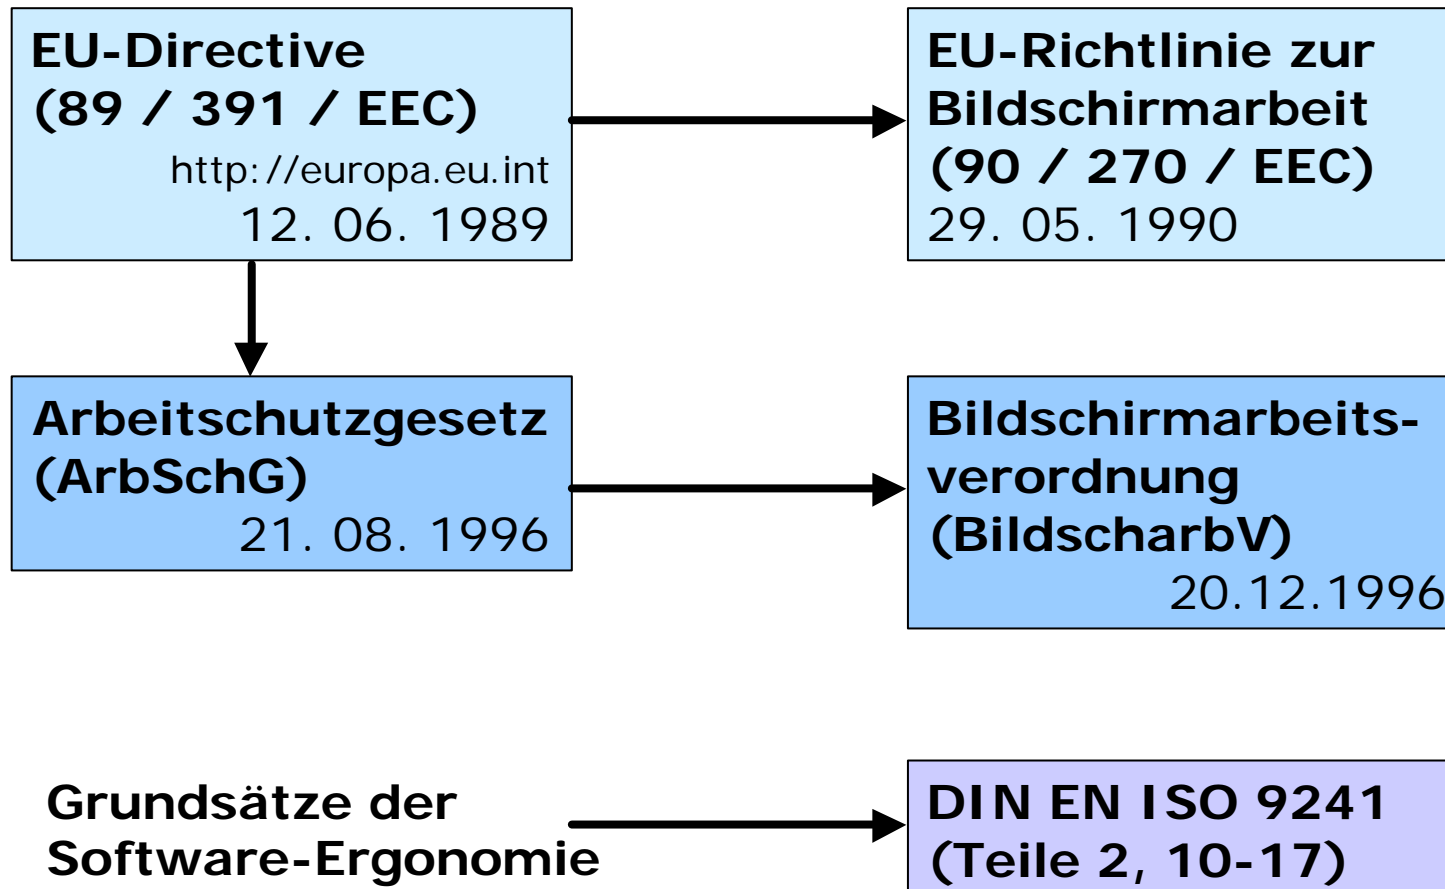 EU-Directive
(89 / 391 / EEC)
http://europa.eu.int
12. 06. 1989
EU-Richtlinie zur
Bildschirmarbeit
(90 / 270 / EEC)
29. 05. 1990
Arbeitschutzgesetz
(ArbSchG)
21. 08. 1996
Bildschirmarbeits-
verordnung
(BildscharbV)
20.12.1996
Grundsätze der
Software-Ergonomie
DIN EN ISO 9241
(Teile 2, 10-17)